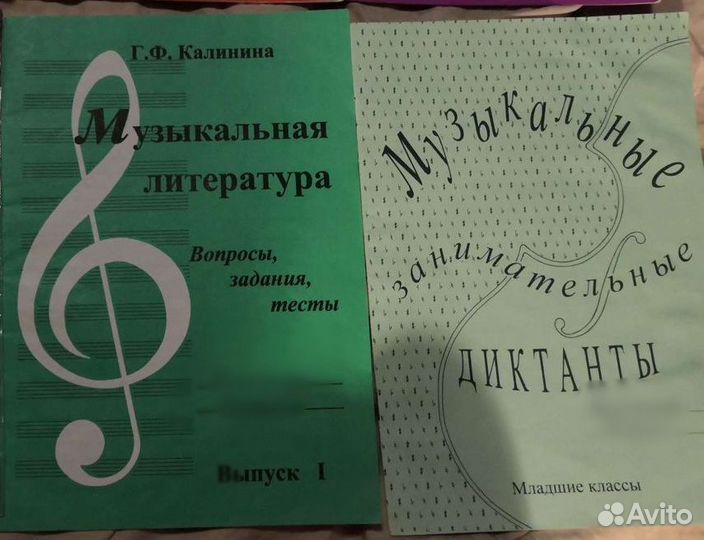 Г.Ф. Калинина
Музыкальная
литература
Вопросы,
задания,
тесты
Выпуск I
Музыкальные
занимательные
ДИКТАНТЫ
Младшие классы
Avito